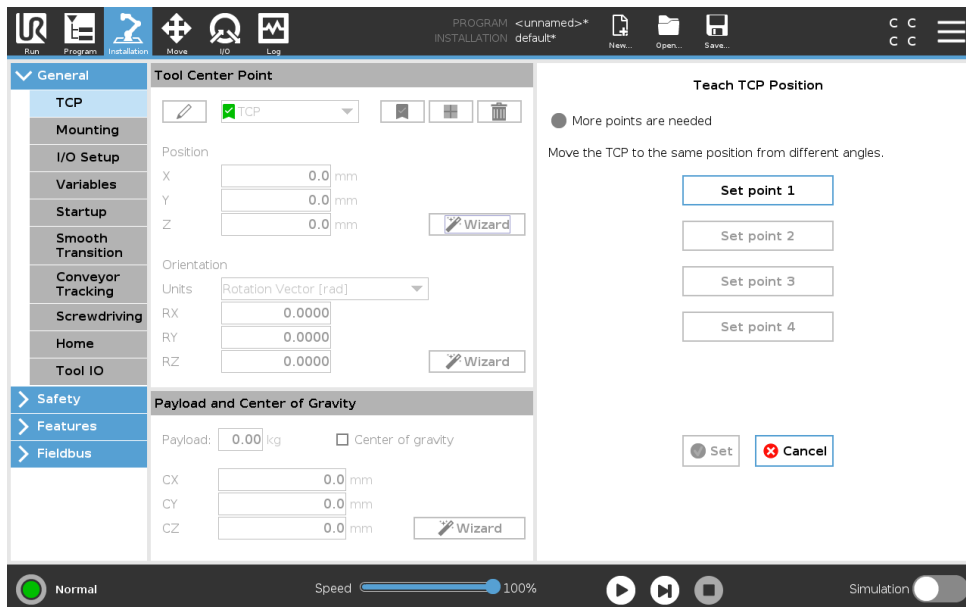 PROGRAM <unnamed>*
INSTALLATION default*
Run
Program
Installation
Move
I/O
Log
New...
Open...
Save...
C C
C C
General
TCP
Mounting
I/O Setup
Variables
Startup
Smooth
Transition
Conveyor
Tracking
Screwdriving
Home
Tool IO
Safety
Features
Fieldbus
Tool Center Point
TCP
Position
X 0.0 mm
Y 0.0 mm
Z 0.0 mm
Wizard
Orientation
Units Rotation Vector [rad]
RX 0.0000
RY 0.0000
RZ 0.0000
Wizard
Payload and Center of Gravity
Payload: 0.00 kg
Center of gravity
CX 0.0 mm
CY 0.0 mm
CZ 0.0 mm
Wizard
Teach TCP Position
More points are needed
Move the TCP to the same position from different angles.
Set point 1
Set point 2
Set point 3
Set point 4
Set
Cancel
Normal
Speed 100%
Simulation